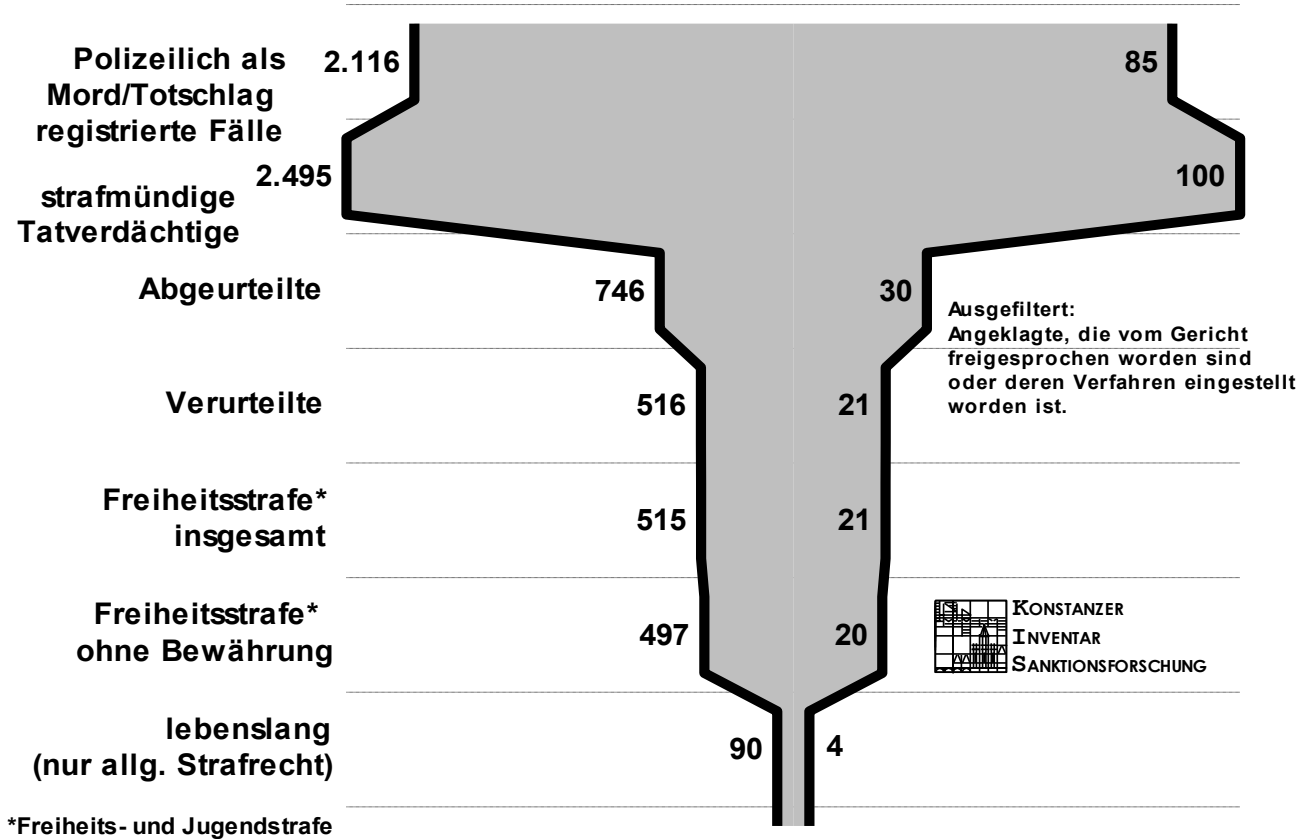 Polizeilich als
Mord/Totschlag
registrierte Fälle
2.116
85
strafmündige
Tatverdächtige
2.495
100
Abgeurteilte
746
30
Ausgefiltert:
Angeklagte, die vom Gericht
freigesprochen worden sind
oder deren Verfahren eingestellt
worden ist.
Verurteilte
516
21
Freiheitsstrafe*
insgesamt
515
21
Freiheitsstrafe*
ohne Bewährung
497
20
KONSTANZER
INVENTAR
SANKTIONSFORSCHUNG
lebenslang
(nur allg. Strafrecht)
90
4
*Freiheits- und Jugendstrafe